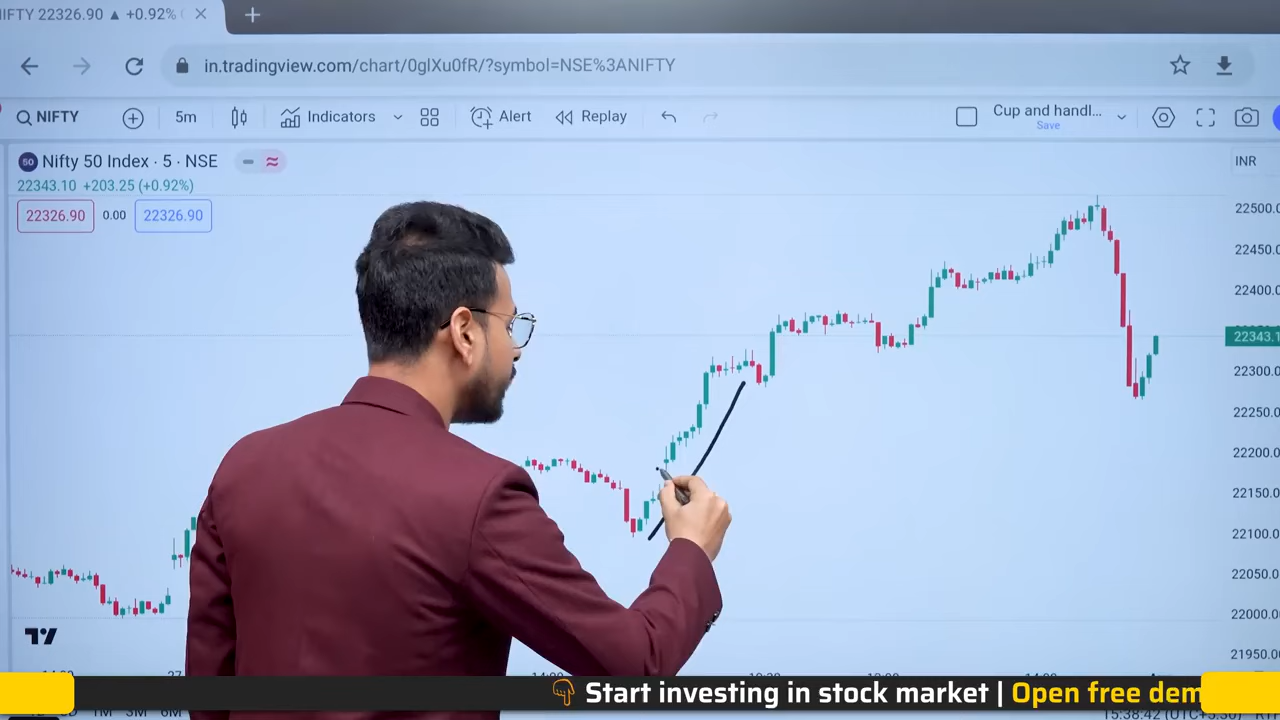 NIFTY 22326.90 ▲ +0.92%
in.tradingview.com/chart/0glXu0fR/?symbol=NSE%3ANIFTY
NIFTY 5m Indicators Alert Replay Cup and handl...
Save
Nifty 50 Index · 5 · NSE
INR
22343.10 +203.25 (+0.92%)
22326.90 0.00 22326.90
22500.
22450.0
22400.0
22343.1
22300.0
22250.0
22200.0
22150.0
22100.0
22050.0
22000.0
21950.0
27
👇 Start investing in stock market | Open free dem
1M 3M 6M
15:38:42 (UTC+5:30)